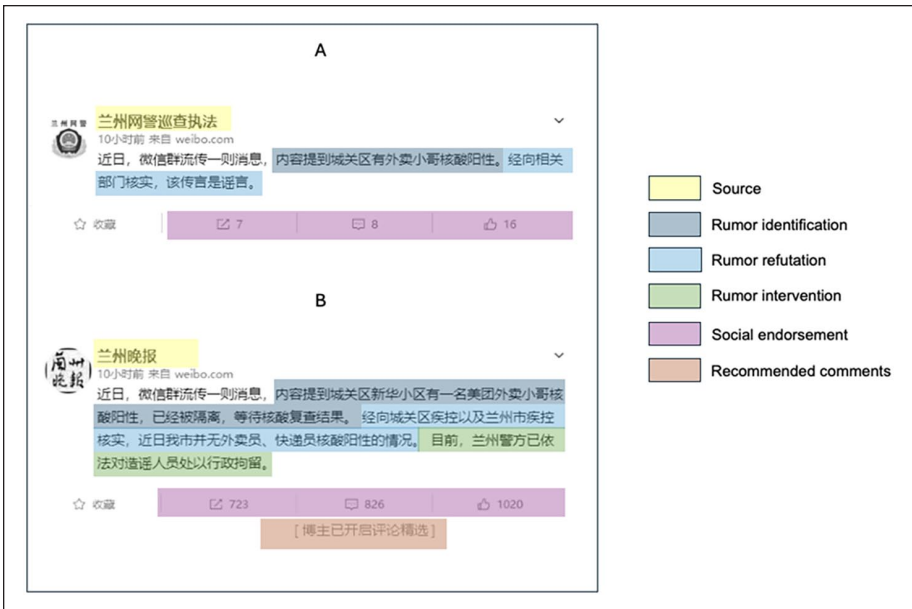 A
兰州网警
兰州网警巡查执法
10小时前 来自 weibo.com
近日，微信群流传一则消息，内容提到城关区有外卖小哥核酸阳性。经向相关
部门核实，该传言是谣言。
收藏 7 8 16
B
兰州晚报
兰州晚报
10小时前 来自 weibo.com
近日，微信群流传一则消息，内容提到城关区新华小区有一名美团外卖小哥核
酸阳性，已经被隔离，等待核酸复查结果。经向城关区疾控以及兰州市疾控
核实，近日我市并无外卖员、快递员核酸阳性的情况。目前，兰州警方已依
法对造谣人员处以行政拘留。
收藏 723 826 1020
[ 博主已开启评论精选 ]
Source
Rumor identification
Rumor refutation
Rumor intervention
Social endorsement
Recommended comments